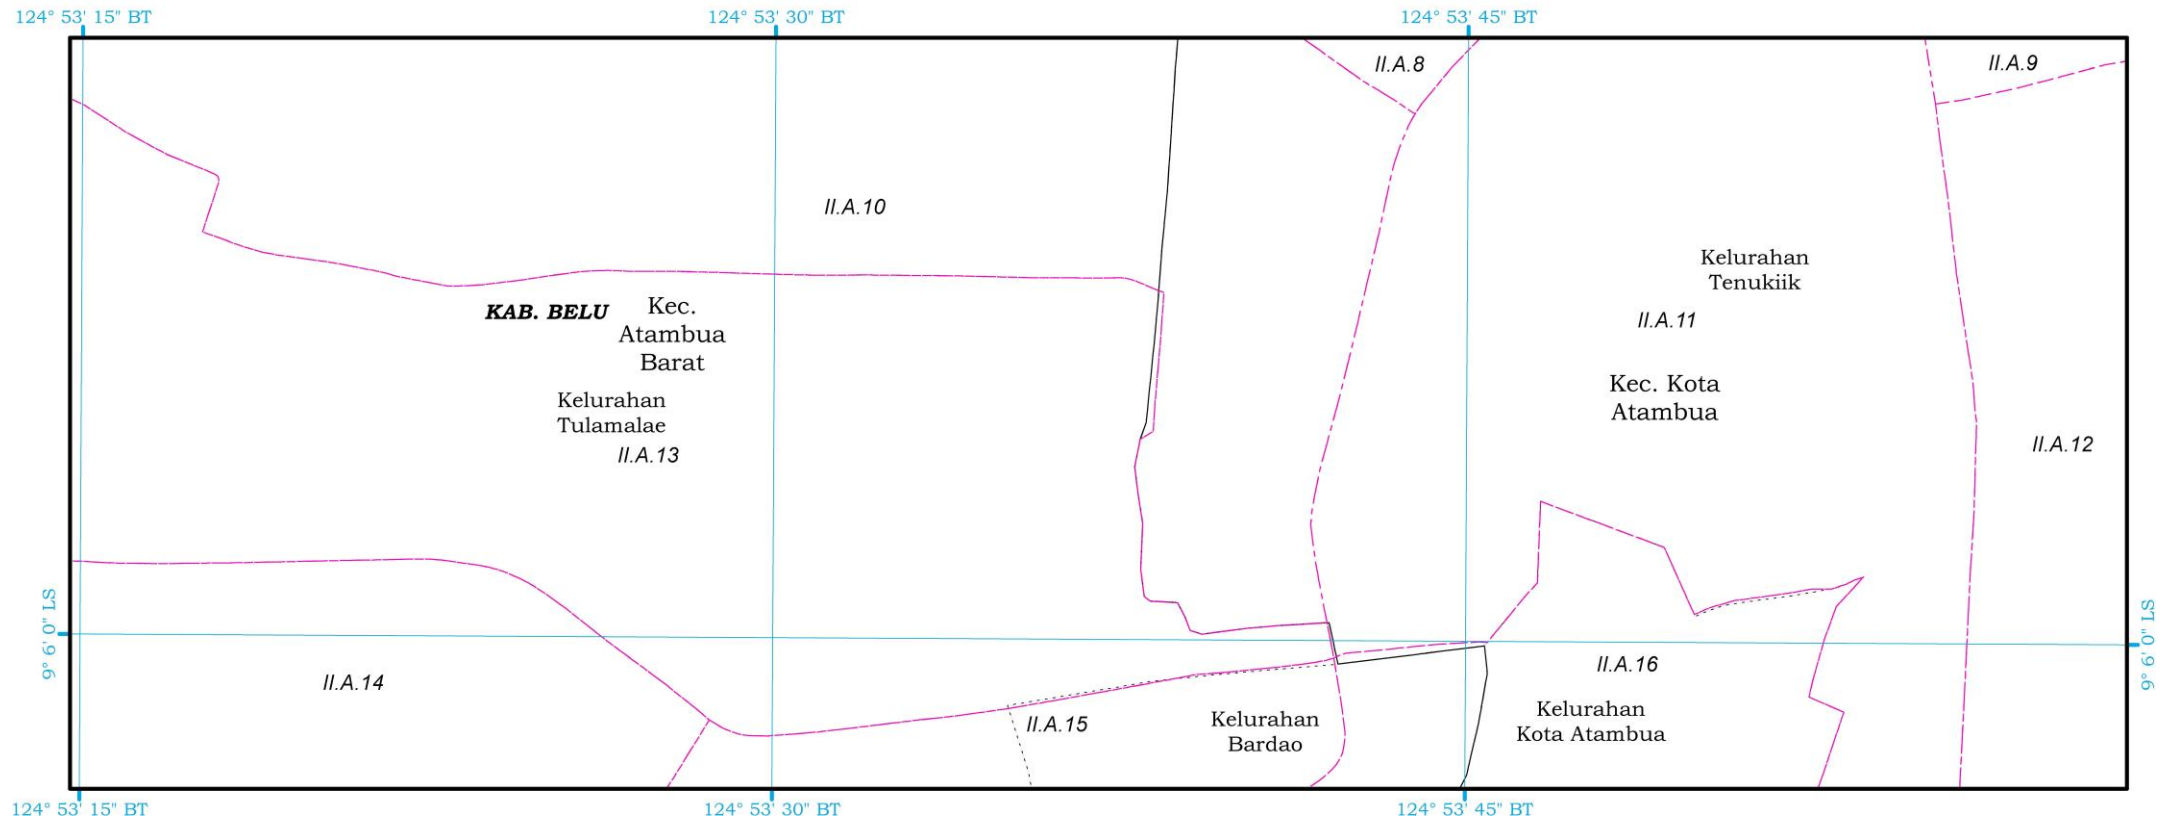 124° 53' 15" BT
124° 53' 30" BT
124° 53' 45" BT
II.A.8
II.A.9
II.A.10
Kelurahan
Tenukiik
II.A.11
KAB. BELU
Kec.
Atambua
Barat
Kec. Kota
Atambua
Kelurahan
Tulamalae
II.A.13
II.A.12
9° 6' 0" LS
9° 6' 0" LS
II.A.14
II.A.16
II.A.15
Kelurahan
Bardao
Kelurahan
Kota Atambua
124° 53' 15" BT
124° 53' 30" BT
124° 53' 45" BT